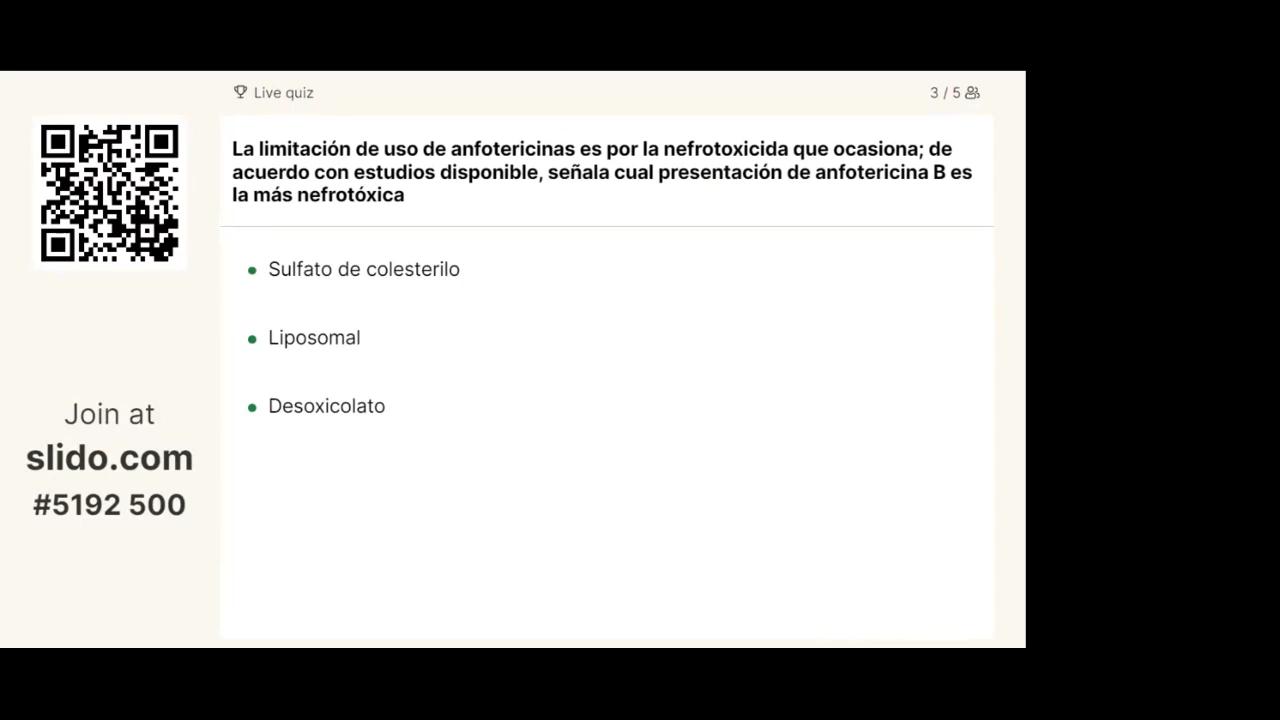 Live quiz
3 / 5
La limitación de uso de anfotericinas es por la nefrotoxicida que ocasiona; de
acuerdo con estudios disponible, señala cual presentación de anfotericina B es
la más nefrotóxica
Sulfato de colesterilo
Liposomal
Desoxicolato
Join at
slido.com
#5192 500